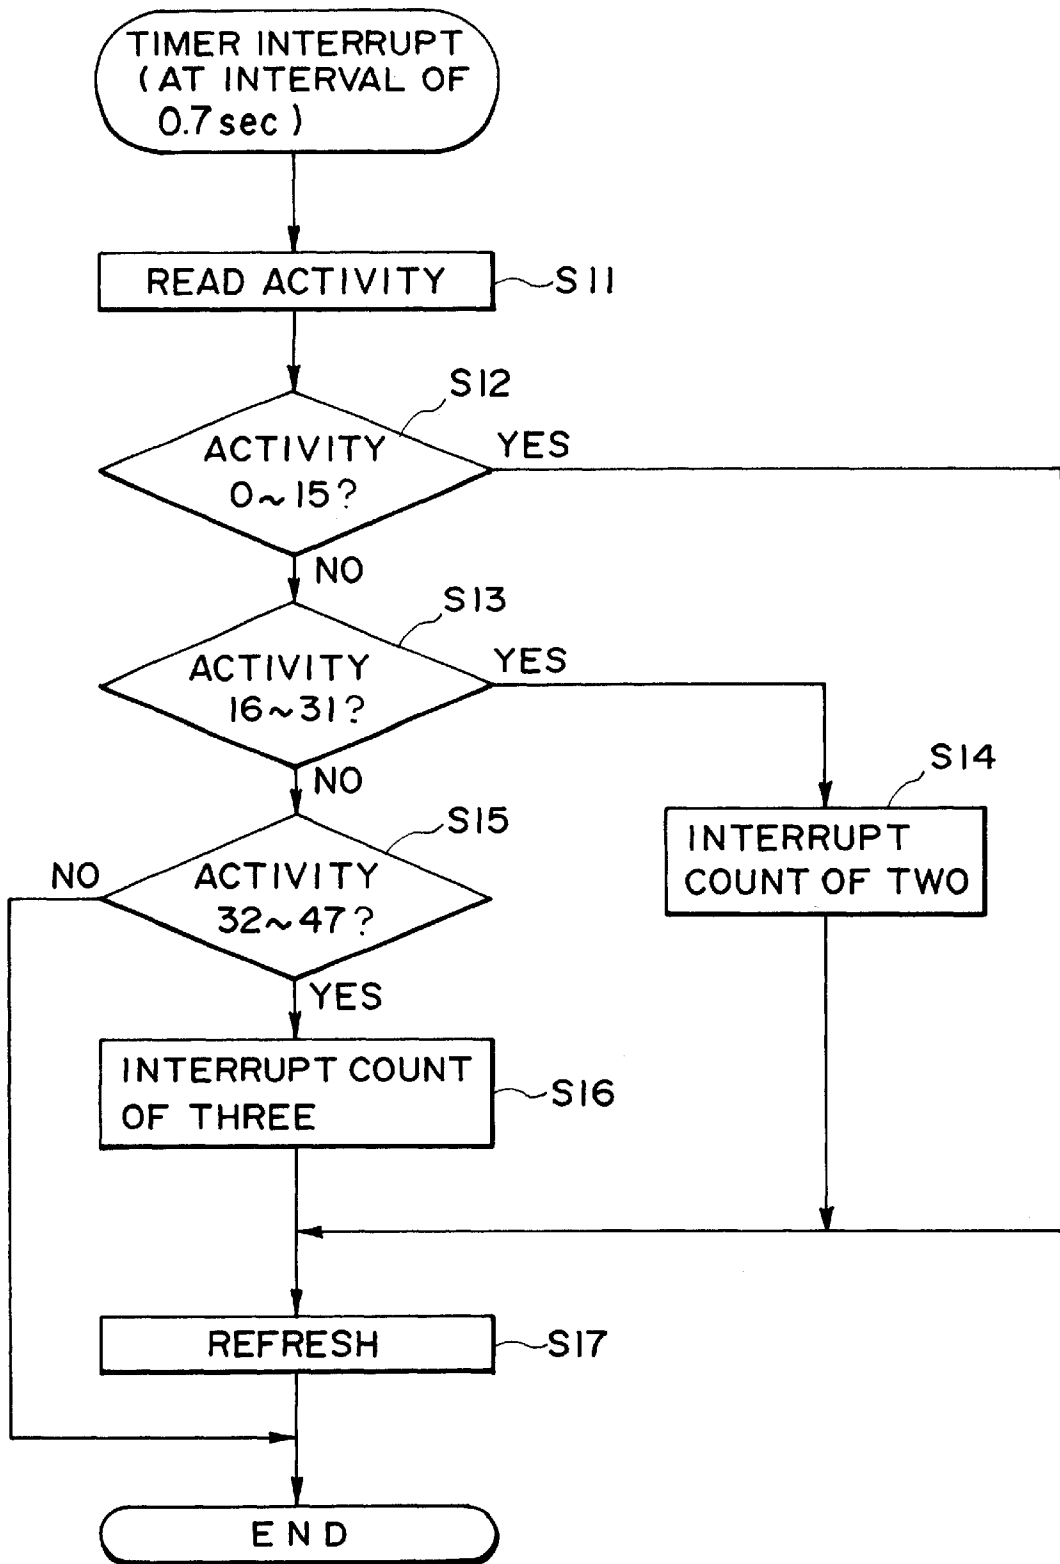 TIMER INTERRUPT
(AT INTERVAL OF
0.7 sec)
READ ACTIVITY
S11
S12
ACTIVITY
0~15?
YES
NO
S13
ACTIVITY
16~31?
YES
NO
S14
INTERRUPT
COUNT OF TWO
S15
ACTIVITY
32~47?
NO
YES
INTERRUPT COUNT
OF THREE
S16
REFRESH
S17
END